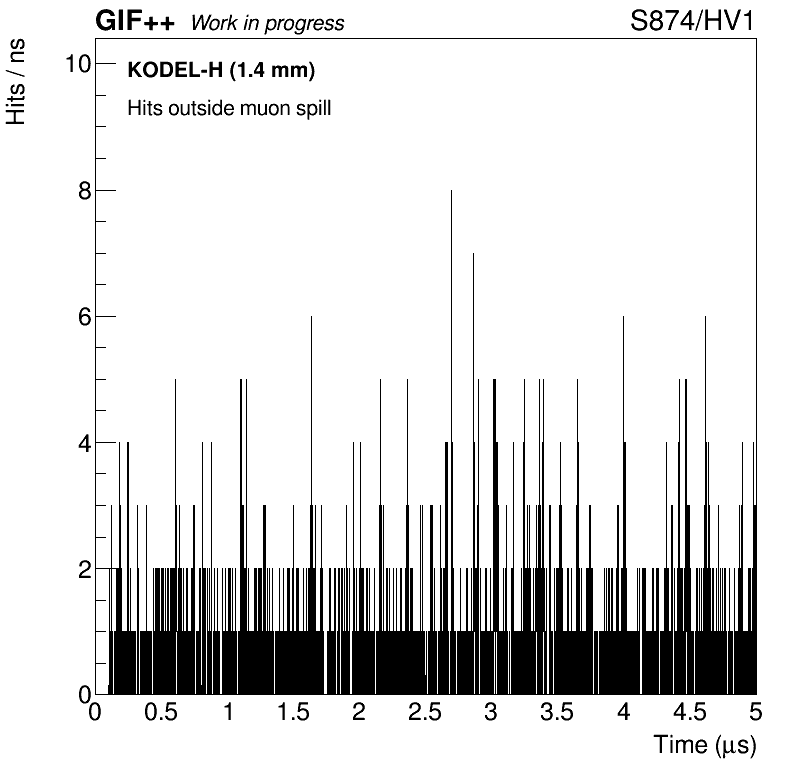 GIF++ Work in progress S874/HV1
Hits / ns
KODEL-H (1.4 mm)
Hits outside muon spill
10
8
6
4
2
0
0 0.5 1 1.5 2 2.5 3 3.5 4 4.5 5
Time (μs)